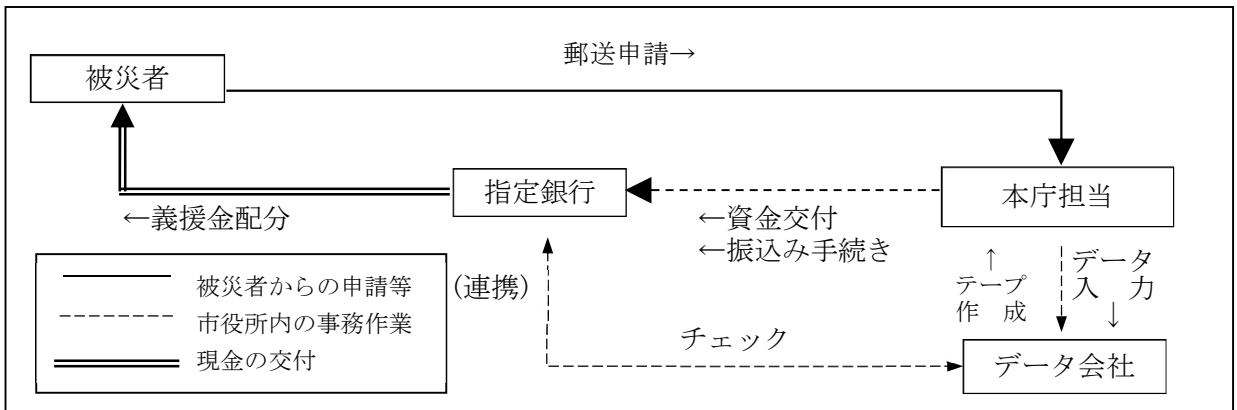 郵送申請→
被災者
指定銀行
本庁担当
←義援金配分
←資金交付
←振込み手続き
↑
テープ
作　成
データ
入　力
↓
被災者からの申請等
市役所内の事務作業
現金の交付
(連携)
チェック
データ会社